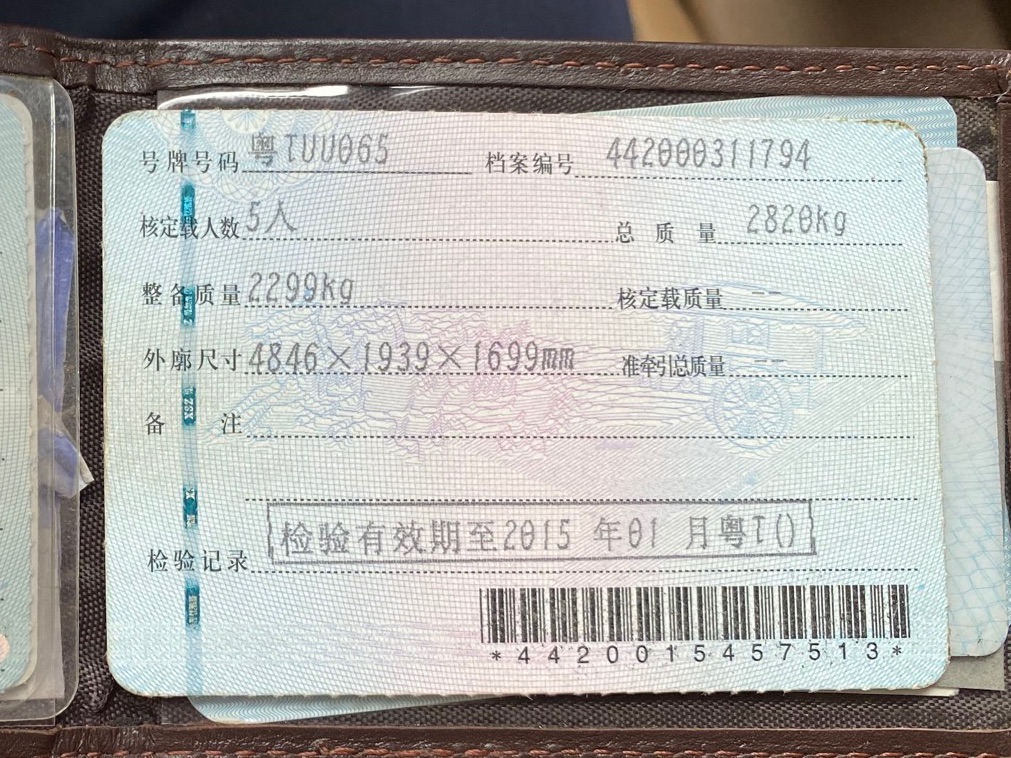 号牌号码 粤TUU065 档案编号 442000311794
核定载人数 5人 总质量 2820kg
整备质量 2299kg 核定载质量 --
外廓尺寸 4846×1939×1699mm 准牵引总质量 --
备注
检验记录 检验有效期至2015 年01 月粤T()
*4420015457513*